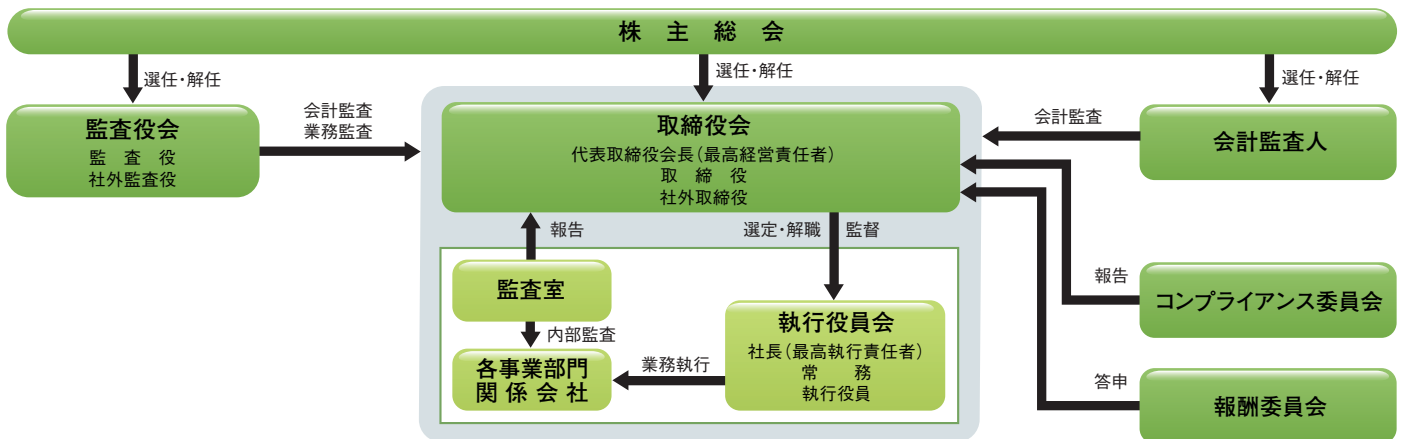 株主総会
選任・解任
選任・解任
選任・解任
監査役会
監査役
社外監査役
会計監査
業務監査
取締役会
代表取締役会長(最高経営責任者)
取締役
社外取締役
会計監査
会計監査人
報告
選定・解職
監督
監査室
内部監査
各事業部門
関係会社
業務執行
執行役員会
社長(最高執行責任者)
常務
執行役員
報告
コンプライアンス委員会
答申
報酬委員会